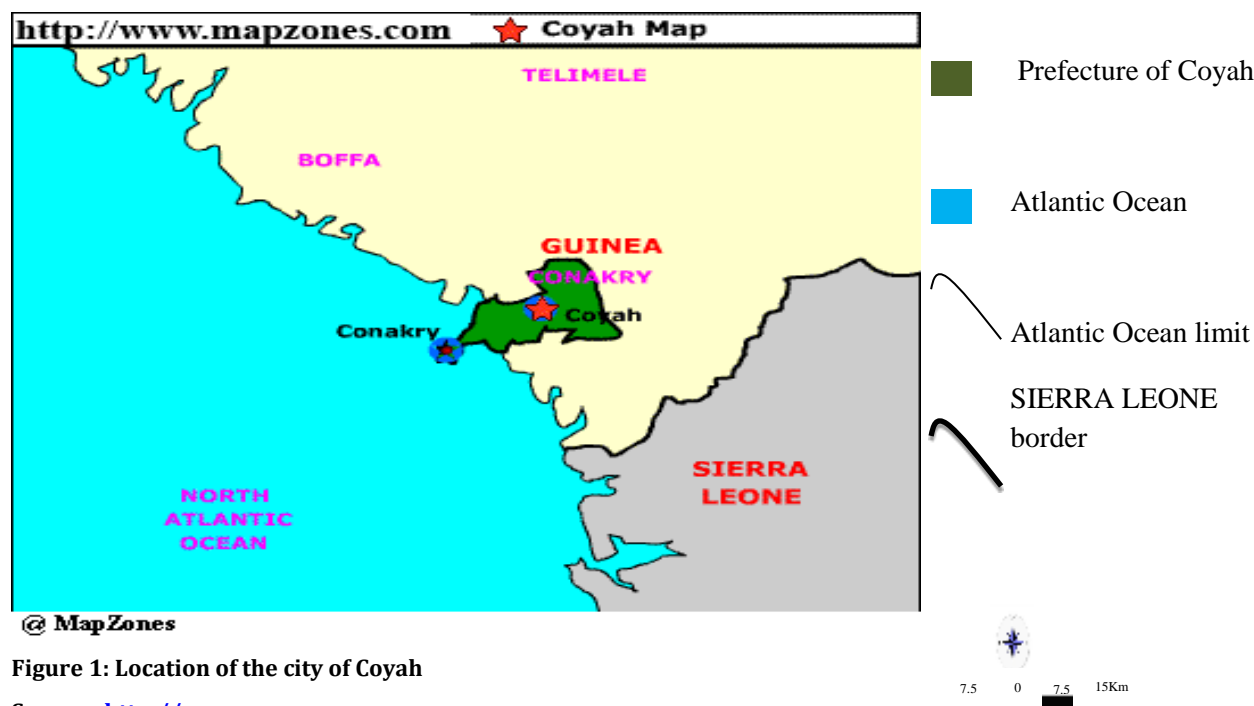 http://www.mapzones.com Coyah Map
TELIMELE
BOFFA
GUINEA
CONAKRY
Coyah
Conakry
SIERRA
LEONE
NORTH
ATLANTIC
OCEAN
@ MapZones
Prefecture of Coyah
Atlantic Ocean
Atlantic Ocean limit
SIERRA LEONE
border
7.5 0 7.5 15Km
Figure 1: Location of the city of Coyah